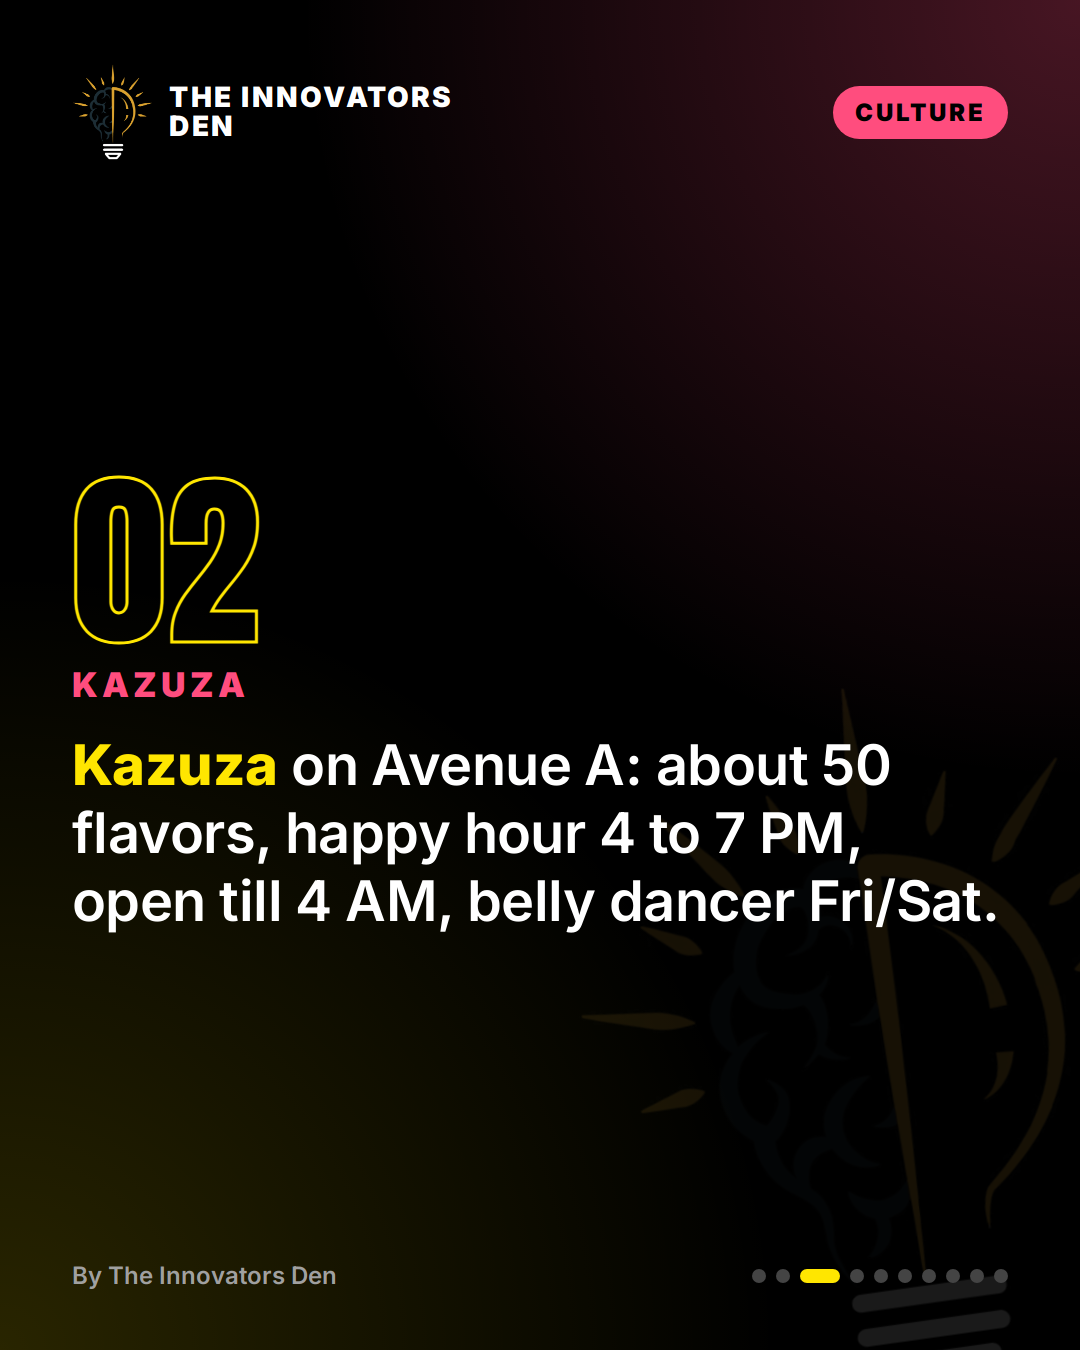 THE INNOVATORS
DEN
CULTURE
02
KAZUZA
Kazuza on Avenue A: about 50
flavors, happy hour 4 to 7 PM,
open till 4 AM, belly dancer Fri/Sat.
By The Innovators Den